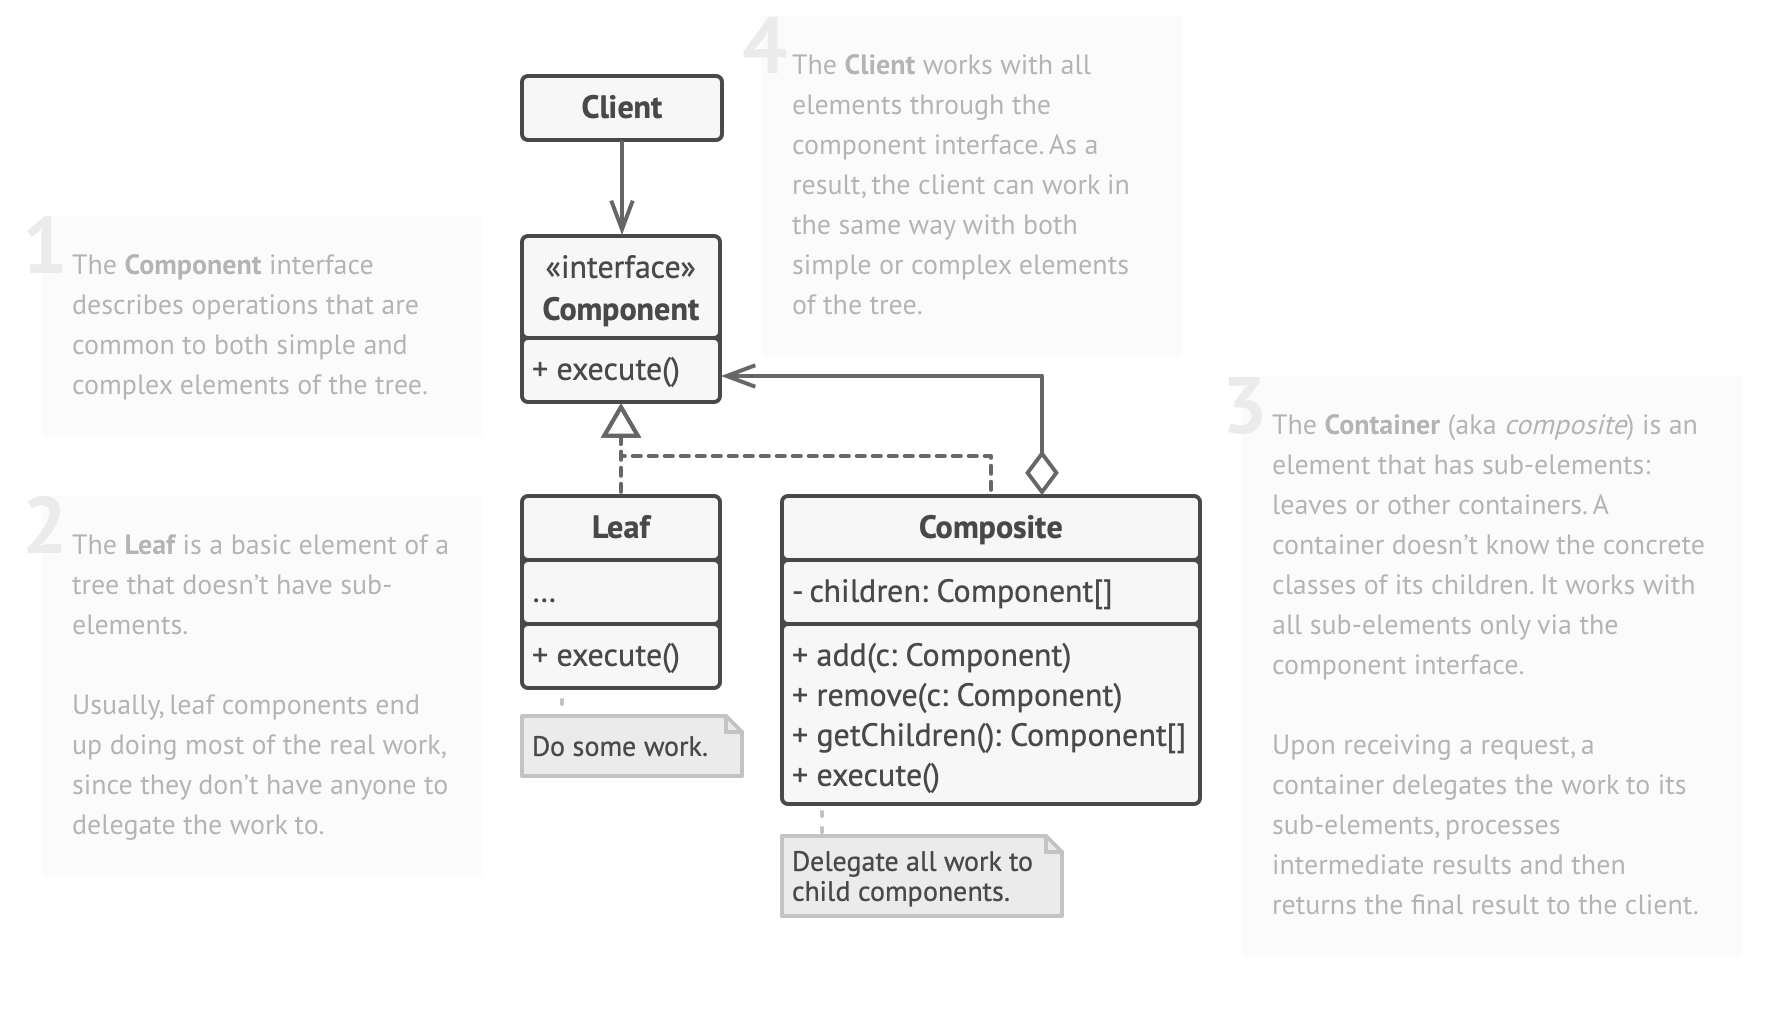 4
The Client works with all
elements through the
component interface. As a
result, the client can work in
the same way with both
simple or complex elements
of the tree.
Client
1
The Component interface
describes operations that are
common to both simple and
complex elements of the tree.
«interface»
Component
+ execute()
2
The Leaf is a basic element of a
tree that doesn't have sub-
elements.
Usually, leaf components end
up doing most of the real work,
since they don't have anyone to
delegate the work to.
Leaf
...
+ execute()
Do some work.
Composite
- children: Component[]
+ add(c: Component)
+ remove(c: Component)
+ getChildren(): Component[]
+ execute()
Delegate all work to
child components.
3
The Container (aka composite) is an
element that has sub-elements:
leaves or other containers. A
container doesn't know the concrete
classes of its children. It works with
all sub-elements only via the
component interface.
Upon receiving a request, a
container delegates the work to its
sub-elements, processes
intermediate results and then
returns the final result to the client.